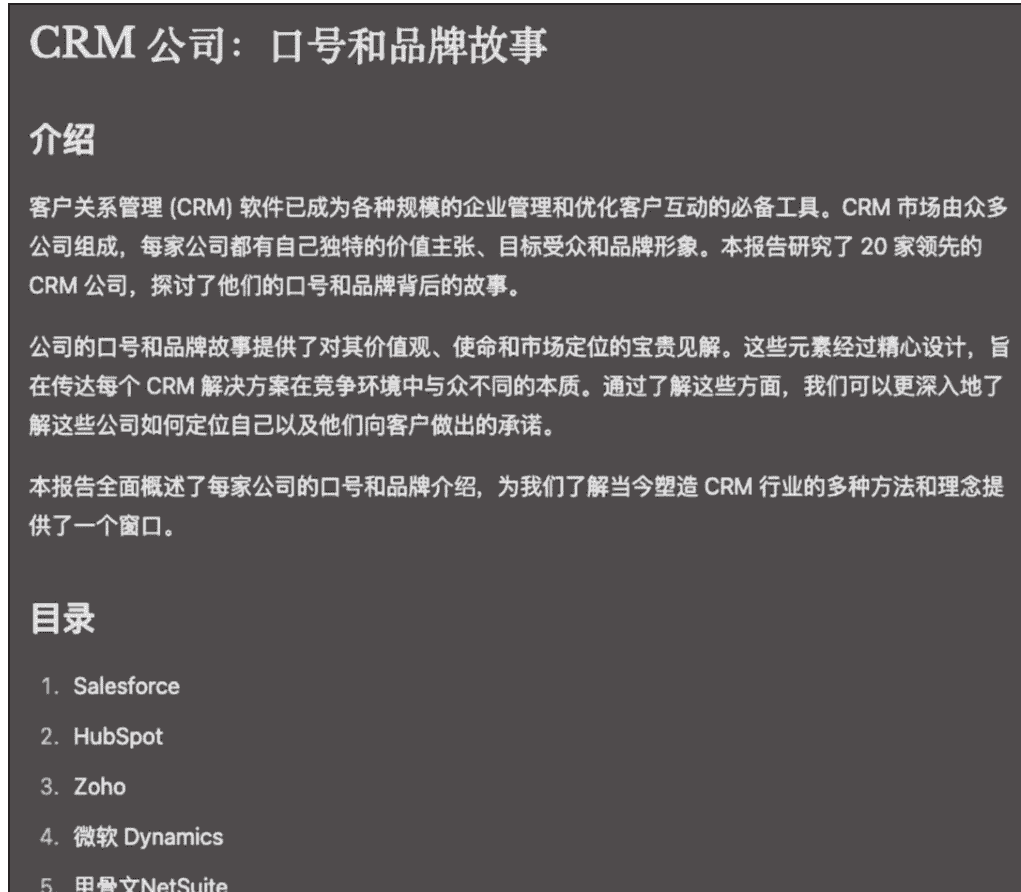 CRM 公司：口号和品牌故事
介绍
客户关系管理 (CRM) 软件已成为各种规模的企业管理和优化客户互动的必备工具。CRM 市场由众多
公司组成，每家公司都有自己独特的价值主张、目标受众和品牌形象。本报告研究了 20 家领先的
CRM 公司，探讨了他们的口号和品牌背后的故事。
公司的口号和品牌故事提供了对其价值观、使命和市场定位的宝贵见解。这些元素经过精心设计，旨
在传达每个 CRM 解决方案在竞争环境中与众不同的本质。通过了解这些方面，我们可以更深入地了
解这些公司如何定位自己以及他们向客户做出的承诺。
本报告全面概述了每家公司的口号和品牌介绍，为我们了解当今塑造 CRM 行业的多种方法和理念提
供了一个窗口。
目录
1. Salesforce
2. HubSpot
3. Zoho
4. 微软 Dynamics
5. 甲骨文NetSuite